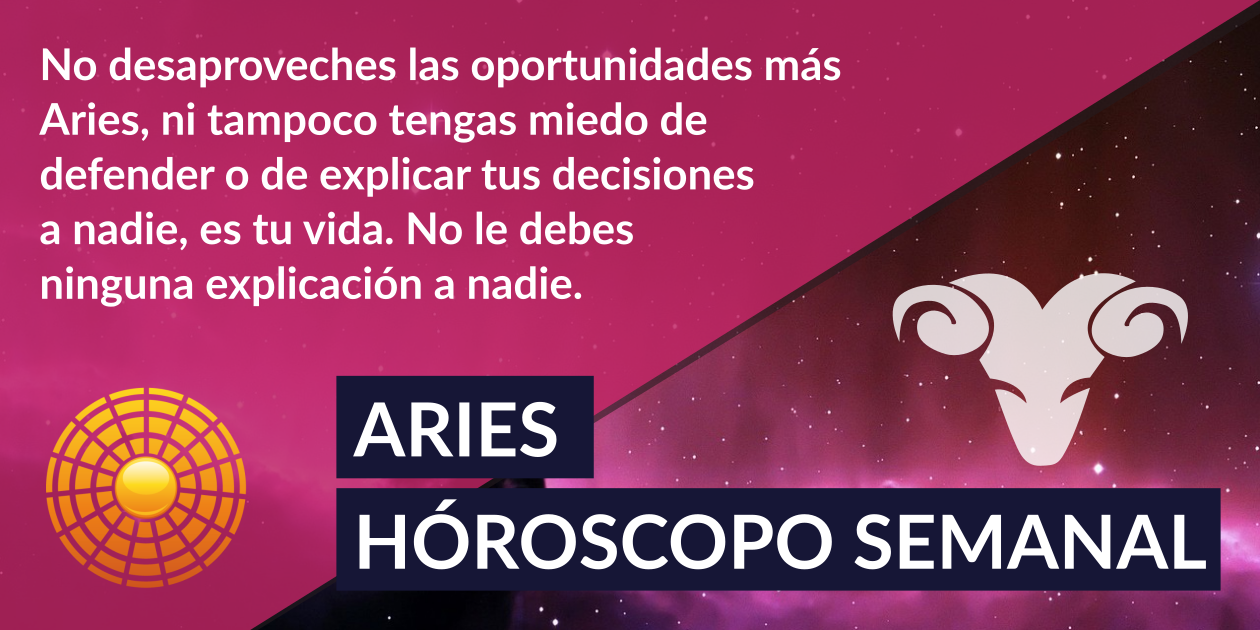 No desaproveches las oportunidades más
Aries, ni tampoco tengas miedo de
defender o de explicar tus decisiones
a nadie, es tu vida. No le debes
ninguna explicación a nadie.
ARIES
HÓROSCOPO SEMANAL